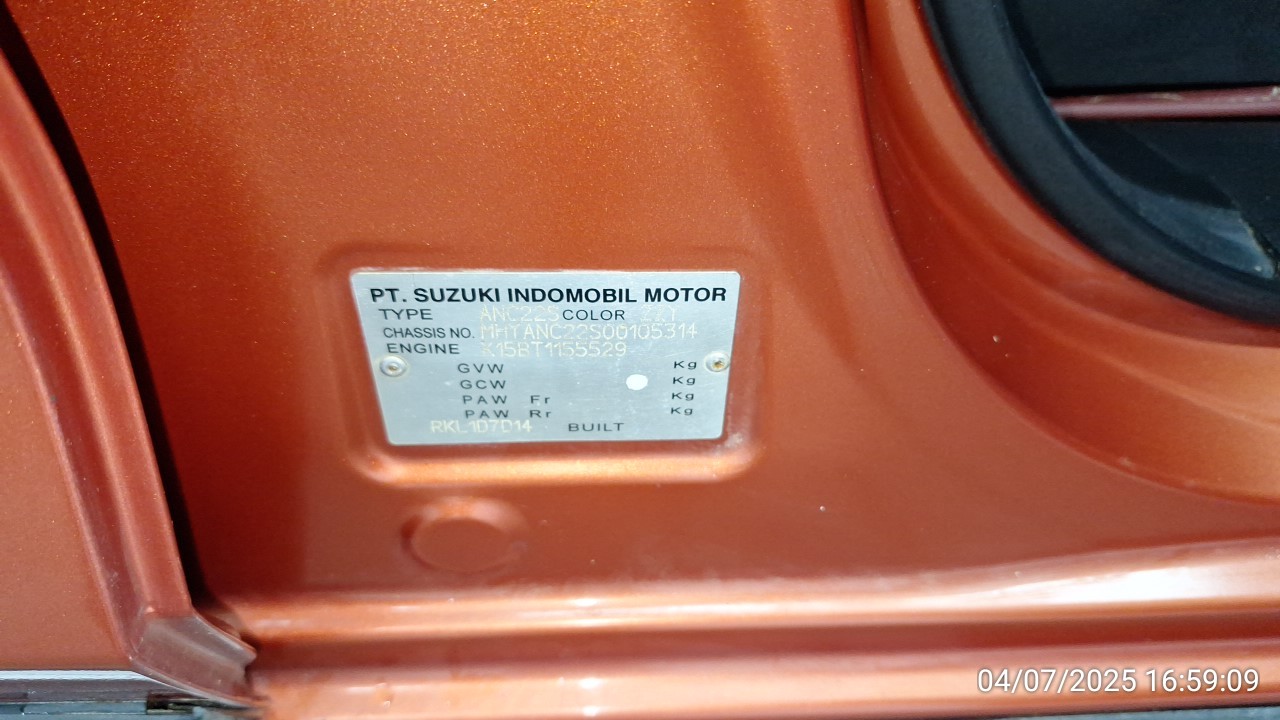 PT. SUZUKI INDOMOBIL MOTOR
TYPE ANC22S COLOR ZZY
CHASSIS NO. MHYANC22S00105314
ENGINE K15BT1155529
GVW Kg
GCW Kg
PAW Fr Kg
PAW Rr Kg
RKL1D7D14 BUILT
04/07/2025 16:59:09